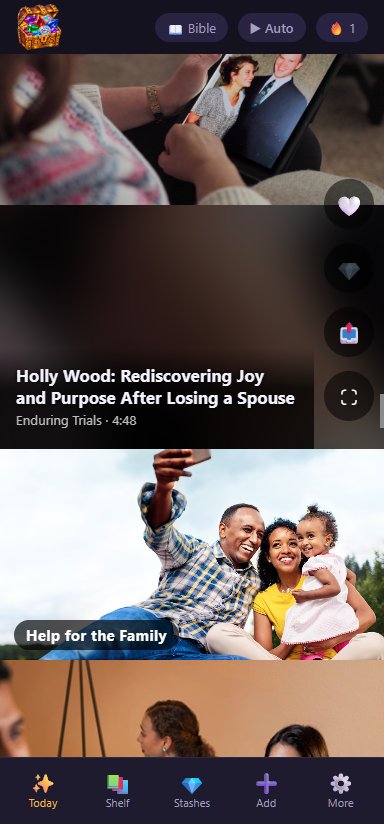 Bible
Auto
1
Holly Wood: Rediscovering Joy
and Purpose After Losing a Spouse
Enduring Trials · 4:48
Help for the Family
Today
Shelf
Stashes
Add
More